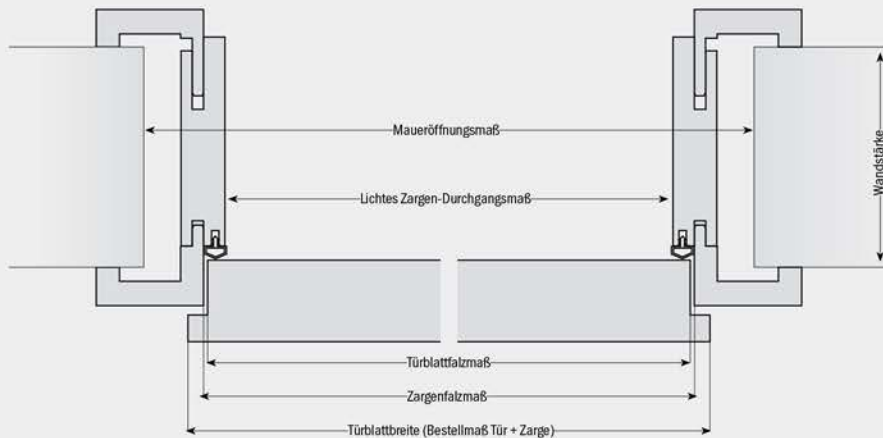 Maueröffnungsmaß
Wandstärke
Lichtes Zargen-Durchgangsmaß
Türblattfalzmaß
Zargenfalzmaß
Türblattbreite (Bestellmaß Tür + Zarge)